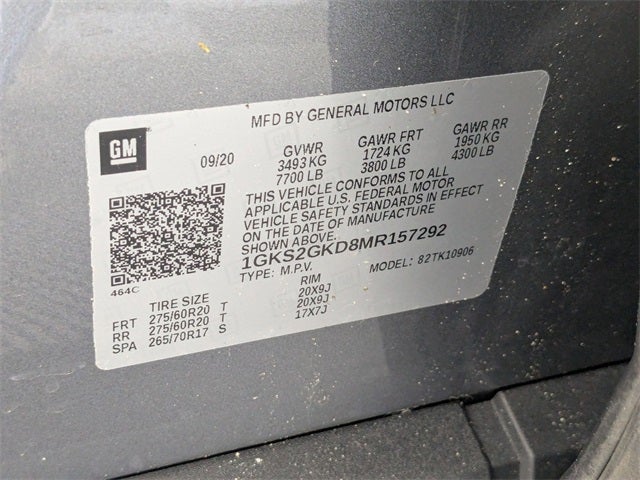 MFD BY GENERAL MOTORS LLC
GM
09/20 GVWR GAWR FRT GAWR RR
3493 KG 1724 KG 1950 KG
7700 LB 3800 LB 4300 LB
THIS VEHICLE CONFORMS TO ALL
APPLICABLE U.S. FEDERAL MOTOR
VEHICLE SAFETY STANDARDS IN EFFECT
ON THE DATE OF MANUFACTURE
SHOWN ABOVE.
1GKS2GKD8MR157292
TYPE: M.P.V. MODEL: 82TK10906
464C
TIRE SIZE RIM
FRT 275/60R20 T 20X9J
RR 275/60R20 T 20X9J
SPA 265/70R17 S 17X7J